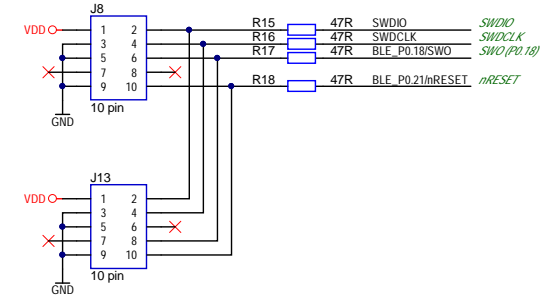 J8
VDD 1 2
3 4
5 6
7 8
9 10
10 pin
GND
R15 47R SWDIO SWDIO
R16 47R SWDCLK SWDCLK
R17 47R BLE_P0.18/SWO SWO (P0.18)
R18 47R BLE_P0.21/nRESET nRESET
J13
VDD 1 2
3 4
5 6
7 8
9 10
10 pin
GND